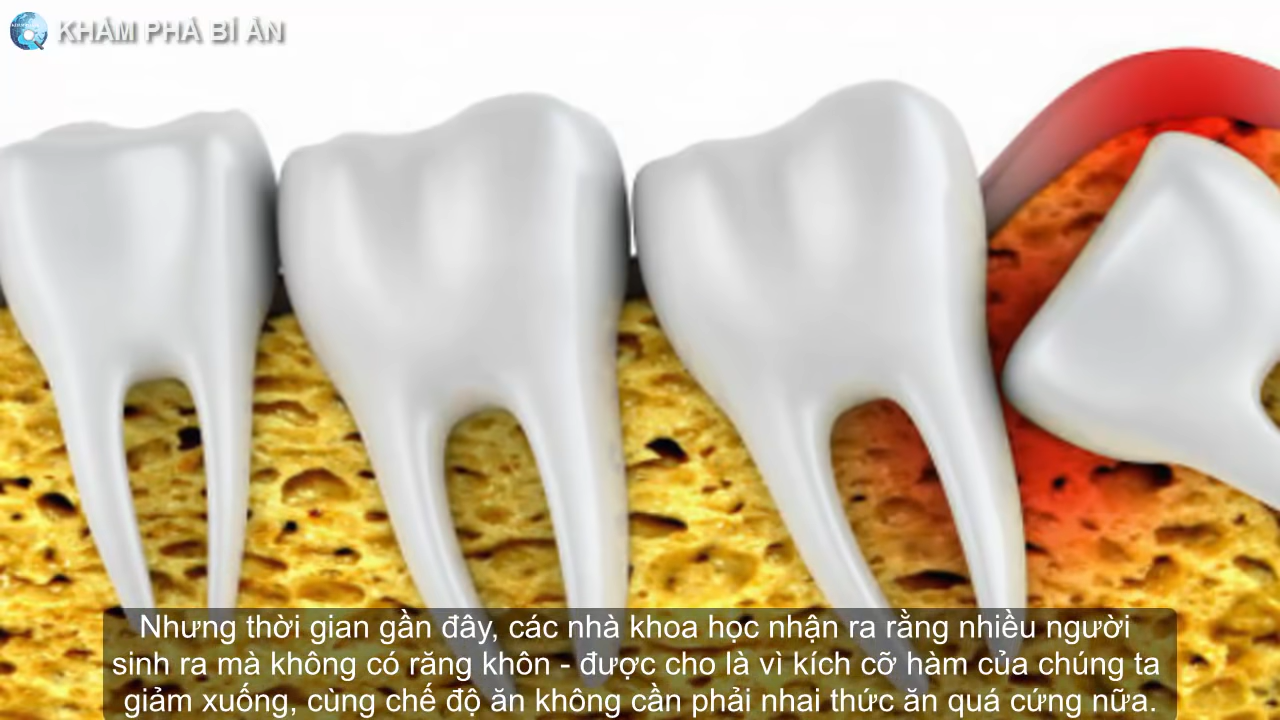 KHÁM PHÁ BÍ ẨN
Nhưng thời gian gần đây, các nhà khoa học nhận ra rằng nhiều người
sinh ra mà không có răng khôn - được cho là vì kích cỡ hàm của chúng ta
giảm xuống, cùng chế độ ăn không cần phải nhai thức ăn quá cứng nữa.